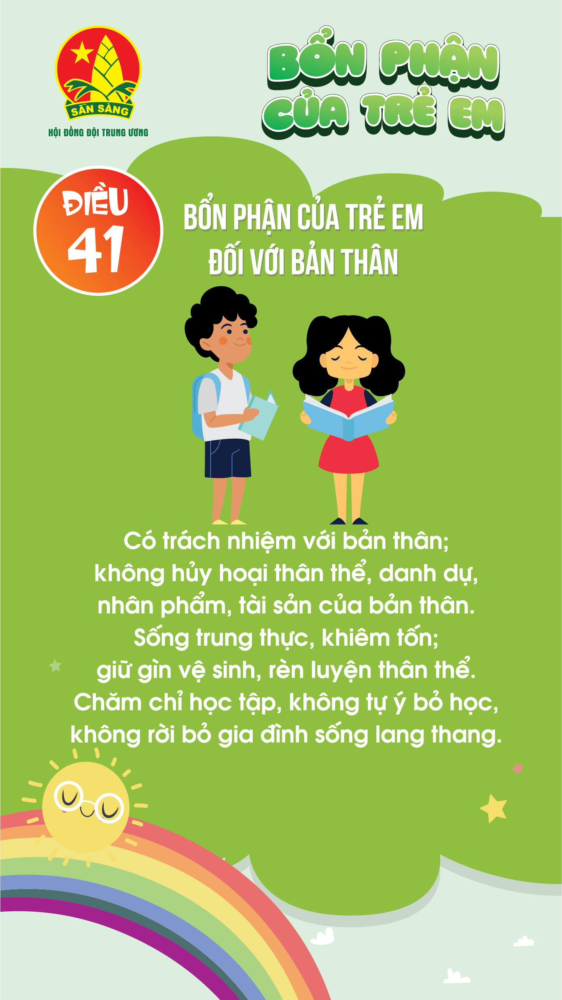 SẴN SÀNG
HỘI ĐỒNG ĐỘI TRUNG ƯƠNG
BỔN PHẬN
CỦA TRẺ EM
ĐIỀU
41
BỔN PHẬN CỦA TRẺ EM
ĐỐI VỚI BẢN THÂN
Có trách nhiệm với bản thân;
không hủy hoại thân thể, danh dự,
nhân phẩm, tài sản của bản thân.
Sống trung thực, khiêm tốn;
giữ gìn vệ sinh, rèn luyện thân thể.
Chăm chỉ học tập, không tự ý bỏ học,
không rời bỏ gia đình sống lang thang.